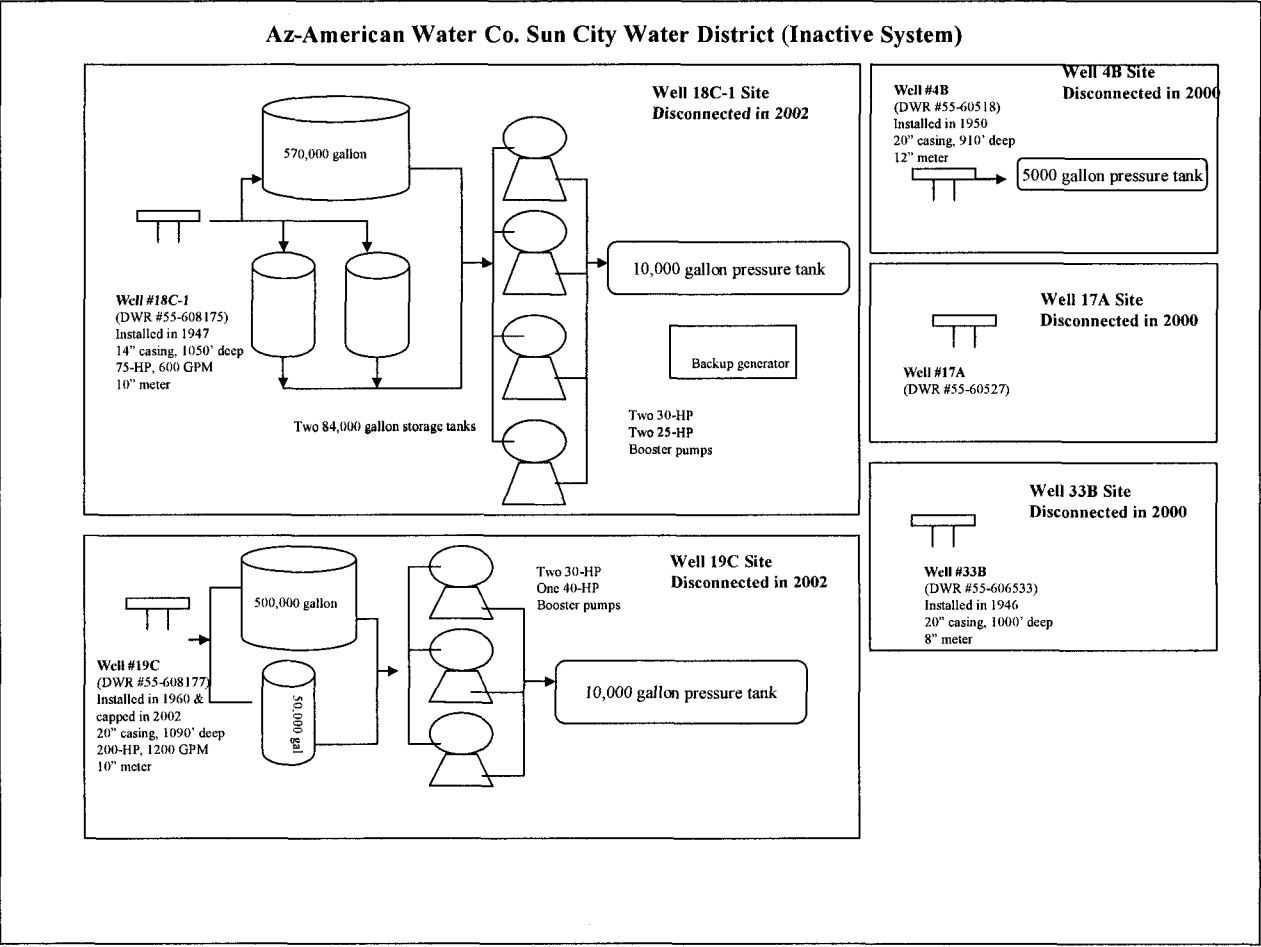 Az-American Water Co. Sun City Water District (Inactive System)
Well 18C-1 Site
Disconnected in 2002
570,000 gallon
Well #18C-1
(DWR #55-608175)
Installed in 1947
14" casing, 1050' deep
75-HP, 600 GPM
10" meter
Two 84,000 gallon storage tanks
10,000 gallon pressure tank
Backup generator
Two 30-HP
Two 25-HP
Booster pumps
Well 4B Site
Disconnected in 2000
Well #4B
(DWR #55-60518)
Installed in 1950
20" casing, 910' deep
12" meter
5000 gallon pressure tank
Well 17A Site
Disconnected in 2000
Well #17A
(DWR #55-60527)
Well 33B Site
Disconnected in 2000
Well #33B
(DWR #55-606533)
Installed in 1946
20" casing, 1000' deep
8" meter
Well 19C Site
Disconnected in 2002
500,000 gallon
50,000 gal
Well #19C
(DWR #55-608177)
Installed in 1960 &
capped in 2002
20" casing, 1090' deep
200-HP, 1200 GPM
10" meter
Two 30-HP
One 40-HP
Booster pumps
10,000 gallon pressure tank